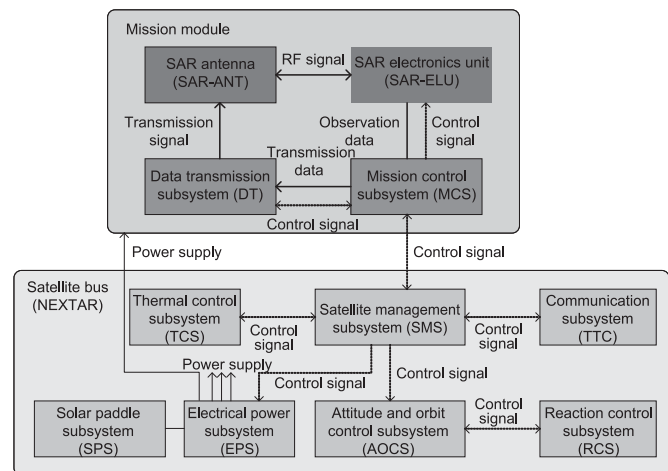 Mission module
SAR antenna
(SAR-ANT)
RF signal
SAR electronics unit
(SAR-ELU)
Transmission
signal
Observation
data
Control
signal
Transmission
data
Data transmission
subsystem (DT)
Mission control
subsystem (MCS)
Control signal
Power supply
Control signal
Satellite bus
(NEXTAR)
Thermal control
subsystem
(TCS)
Control
signal
Satellite management
subsystem (SMS)
Control
signal
Communication
subsystem
(TTC)
Power supply
Control signal
Control signal
Solar paddle
subsystem
(SPS)
Electrical power
subsystem
(EPS)
Attitude and orbit
control subsystem
(AOCS)
Control
signal
Reaction control
subsystem
(RCS)